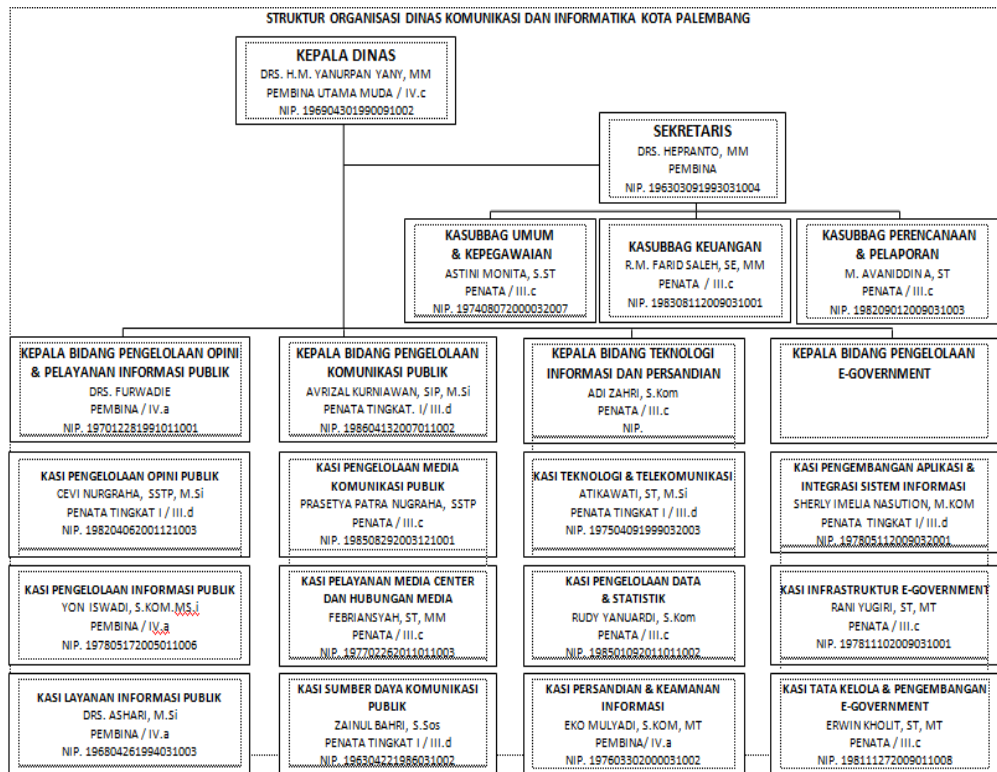 STRUKTUR ORGANISASI DINAS KOMUNIKASI DAN INFORMATIKA KOTA PALEMBANG
KEPALA DINAS
DRS. H.M. YANURPAN YANY, MM
PEMBINA UTAMA MUDA / IV.c
NIP. 196904301990091002
SEKRETARIS
DRS. HEPRANTO, MM
PEMBINA
NIP. 196303091993031004
KASUBBAG UMUM
& KEPEGAWAIAN
ASTINI MONITA, S.ST
PENATA / III.c
NIP. 197408072000032007
KASUBBAG KEUANGAN
R.M. FARID SALEH, SE, MM
PENATA / III.c
NIP. 198308112009031001
KASUBBAG PERENCANAAN
& PELAPORAN
M. AVANIDDIN A, ST
PENATA / III.c
NIP. 198209012009031003
KEPALA BIDANG PENGELOLAAN OPINI
& PELAYANAN INFORMASI PUBLIK
DRS. FURWADIE
PEMBINA / IV.a
NIP. 197012281991011001
KEPALA BIDANG PENGELOLAAN
KOMUNIKASI PUBLIK
AVRIZAL KURNIAWAN, SIP, M.Si
PENATA TINGKAT. I/ III.d
NIP. 198604132007011002
KEPALA BIDANG TEKNOLOGI
INFORMASI DAN PERSANDIAN
ADI ZAHRI, S.Kom
PENATA / III.c
NIP.
KEPALA BIDANG PENGELOLAAN
E-GOVERNMENT
KASI PENGELOLAAN OPINI PUBLIK
CEVI NURGRAHA, SSTP, M.Si
PENATA TINGKAT I / III.d
NIP. 198204062001121003
KASI PENGELOLAAN MEDIA
KOMUNIKASI PUBLIK
PRASETYA PATRA NUGRAHA, SSTP
PENATA / III.c
NIP. 198508292003121001
KASI TEKNOLOGI & TELEKOMUNIKASI
ATIKAWATI, ST, M.Si
PENATA TINGKAT I / III.d
NIP. 197504091999032003
KASI PENGEMBANGAN APLIKASI &
INTEGRASI SISTEM INFORMASI
SHERLY IMELIA NASUTION, M.KOM
PENATA TINGKAT I/ III.d
NIP. 197805112009032001
KASI PENGELOLAAN INFORMASI PUBLIK
YON ISWADI, S.KOM.MS.i
PEMBINA / IV.a
NIP. 197805172005011006
KASI PELAYANAN MEDIA CENTER
DAN HUBUNGAN MEDIA
FEBRIANSYAH, ST, MM
PENATA / III.c
NIP. 197702262011011003
KASI PENGELOLAAN DATA
& STATISTIK
RUDY YANUARDI, S.Kom
PENATA / III.c
NIP. 198501092011011002
KASI INFRASTRUKTUR E-GOVERNMENT
RANI YUGIRI, ST, MT
PENATA / III.c
NIP. 197811102009031001
KASI LAYANAN INFORMASI PUBLIK
DRS. ASHARI, M.Si
PEMBINA / IV.a
NIP. 196804261994031003
KASI SUMBER DAYA KOMUNIKASI
PUBLIK
ZAINUL BAHRI, S.Sos
PENATA TINGKAT I / III.d
NIP. 196304221986031002
KASI PERSANDIAN & KEAMANAN
INFORMASI
EKO MULYADI, S.KOM, MT
PEMBINA/ IV.a
NIP. 197603302000031002
KASI TATA KELOLA & PENGEMBANGAN
E-GOVERNMENT
ERWIN KHOLIT, ST, MT
PENATA / III.c
NIP. 198111272009011008